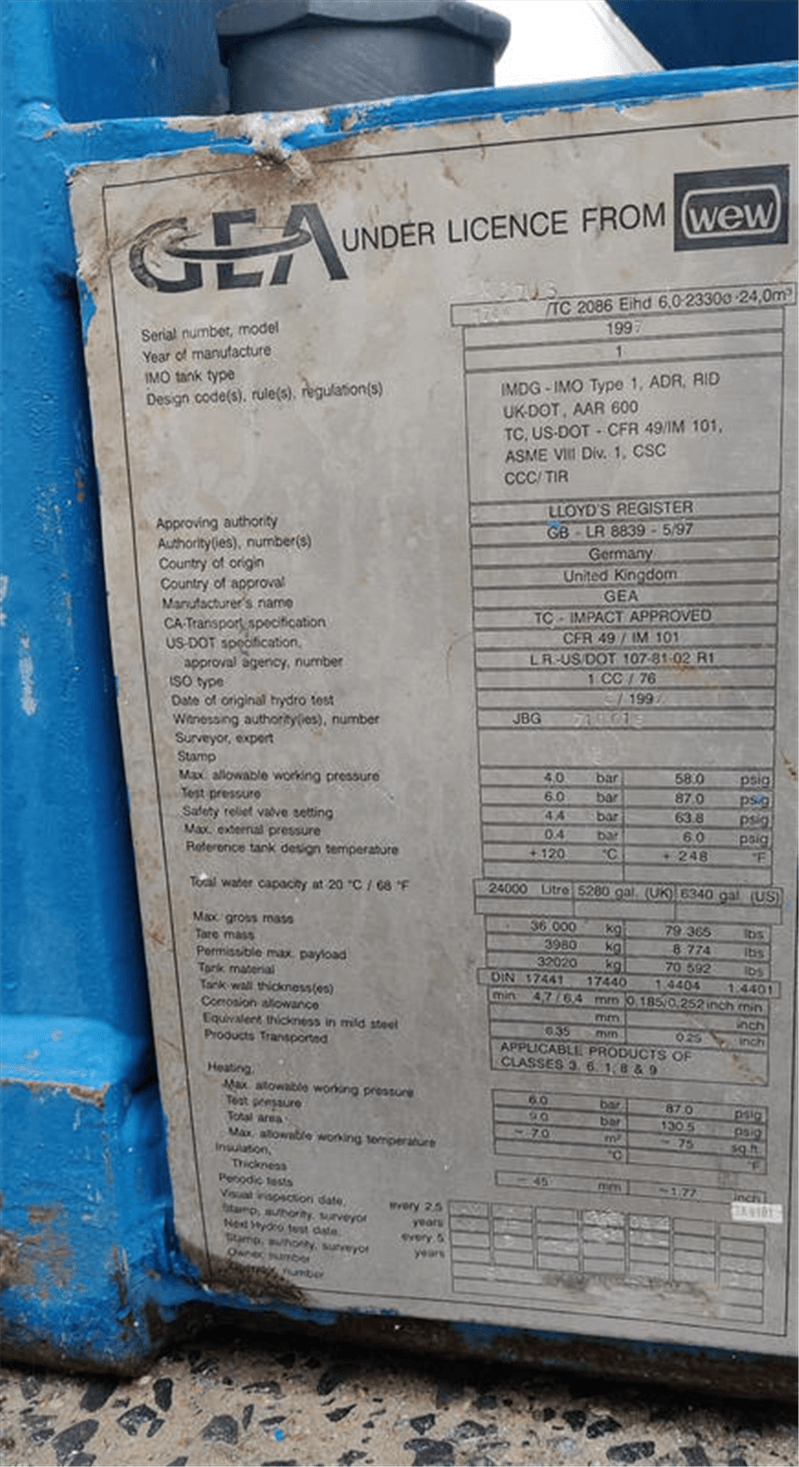 GEA UNDER LICENCE FROM wew
Serial number, model /TC 2086 Eihd 6,0·2330ø·24,0m³
Year of manufacture 1997
IMO tank type 1
Design code(s), rule(s), regulation(s) IMDG - IMO Type 1, ADR, RID
UK-DOT, AAR 600
TC, US-DOT - CFR 49/IM 101,
ASME VIII Div. 1, CSC
CCC/TIR
Approving authority LLOYD'S REGISTER
Authority(ies), number(s) GB - LR 8839 - 5/97
Country of origin Germany
Country of approval United Kingdom
Manufacturer's name GEA
CA-Transport specification TC - IMPACT APPROVED
US-DOT specification, CFR 49 / IM 101
approval agency, number L.R.-US/DOT 107-81-02 R1
ISO type 1 CC / 76
Date of original hydro test / 199
Witnessing authority(ies), number JBG
Surveyor, expert
Stamp
Max. allowable working pressure 4.0 bar 58.0 psig
Test pressure 6.0 bar 87.0 psig
Safety relief valve setting 4.4 bar 63.8 psig
Max. external pressure 0.4 bar 6.0 psig
Reference tank design temperature +120 °C + 248 °F
Total water capacity at 20 °C / 68 °F 24000 Litre 5280 gal. (UK) 6340 gal. (US)
Max. gross mass 36 000 kg 79 365 lbs
Tare mass 3980 kg 8 774 lbs
Permissible max. payload 32020 kg 70 592 lbs
Tank material DIN 17441 17440 1.4404 1.4401
Tank wall thickness(es) min 4,7/6,4 mm 0,185/0,252 inch min
Corrosion allowance mm inch
Equivalent thickness in mild steel 6.35 mm 0.25 inch
Products Transported APPLICABLE PRODUCTS OF
CLASSES 3, 6.1, 8 & 9
Heating,
Max. allowable working pressure 6.0 bar 87.0 psig
Test pressure 9.0 bar 130.5 psig
Total area ~ 7.0 m² ~ 75 sq.ft.
Max. allowable working temperature °C °F
Insulation,
Thickness ~ 45 mm ~1.77 inch
Periodic tests
Visual inspection date, every 2.5
Stamp, authority, surveyor years
Next Hydro test date, every 5
Stamp, authority, surveyor years
Owner, number
number